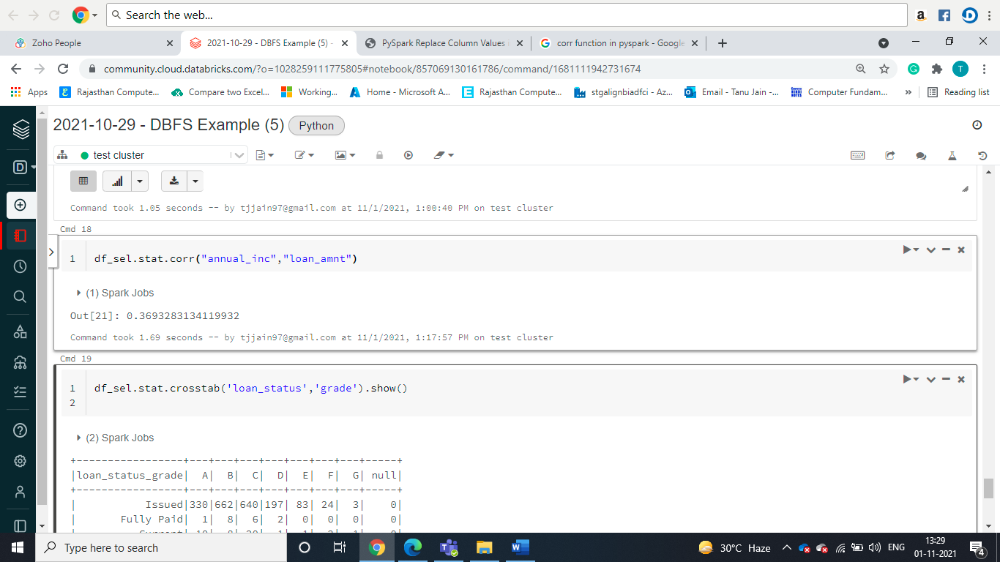 Search the web...
Zoho People
2021-10-29 - DBFS Example (5) -
PySpark Replace Column Values
corr function in pyspark - Google
community.cloud.databricks.com/?o=1028259111775805#notebook/857069130161786/command/1681111942731674
T
Apps
Rajasthan Compute...
Compare two Excel...
Working...
Home - Microsoft A...
Rajasthan Compute...
stgalignbiadfci - Az...
Email - Tanu Jain -...
Computer Fundam...
»
Reading list
2021-10-29 - DBFS Example (5) Python
test cluster
Command took 1.05 seconds -- by tjjain97@gmail.com at 11/1/2021, 1:00:40 PM on test cluster
Cmd 18
1 df_sel.stat.corr("annual_inc","loan_amnt")
(1) Spark Jobs
Out[21]: 0.3693283134119932
Command took 1.69 seconds -- by tjjain97@gmail.com at 11/1/2021, 1:17:57 PM on test cluster
Cmd 19
1 df_sel.stat.crosstab('loan_status','grade').show()
2
(2) Spark Jobs
+-----------------+---+---+---+---+---+---+---+-----+
|loan_status_grade|  A|  B|  C|  D|  E|  F|  G| null|
+-----------------+---+---+---+---+---+---+---+-----+
|           Issued|330|662|640|197| 83| 24|  3|    0|
|       Fully Paid|  1|  8|  6|  2|  0|  0|  0|    0|
Type here to search
30°C Haze
ENG
13:29
01-11-2021
4